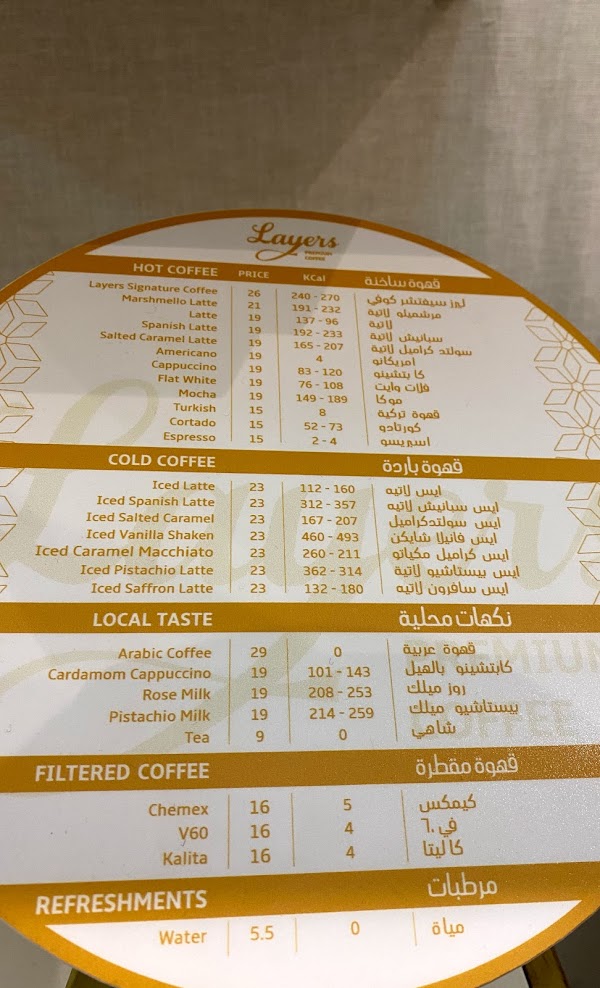 Layers
PREMIUM COFFEE
HOT COFFEE PRICE KCal قهوة ساخنة
Layers Signature Coffee 26 240 - 270 ليرز سيغنتشر كوفي
Marshmello Latte 21 191 - 232 مرشميلو لاتية
Latte 19 137 - 96 لاتية
Spanish Latte 19 192 - 233 سبانيش لاتية
Salted Caramel Latte 19 165 - 207 سولتد كراميل لاتية
Americano 19 4 امريكانو
Cappuccino 19 83 - 120 كا بتشينو
Flat White 19 76 - 108 فلات وايت
Mocha 19 149 - 189 موكا
Turkish 15 8 قهوة تركية
Cortado 15 52 - 73 كورتادو
Espresso 15 2 - 4 اسبريسو
COLD COFFEE قهوة باردة
Iced Latte 23 112 - 160 ايس لاتيه
Iced Spanish Latte 23 312 - 357 ايس سبانيش لاتيه
Iced Salted Caramel 23 167 - 207 ايس سولتدكراميل
Iced Vanilla Shaken 23 460 - 493 ايس فانيلا شايكن
Iced Caramel Macchiato 23 260 - 211 ايس كراميل مكياتو
Iced Pistachio Latte 23 362 - 314 ايس بيستاشيو لاتية
Iced Saffron Latte 23 132 - 180 ايس سافرون لاتيه
LOCAL TASTE نكهات محلية
Arabic Coffee 29 0 قهوة عربية
Cardamom Cappuccino 19 101 - 143 كابتشينو بالهيل
Rose Milk 19 208 - 253 روز ميلك
Pistachio Milk 19 214 - 259 بيستاشيو ميلك
Tea 9 0 شاهي
FILTERED COFFEE قهوة مقطرة
Chemex 16 5 كيمكس
V60 16 4 في ٦٠
Kalita 16 4 كاليتا
REFRESHMENTS مرطبات
Water 5.5 0 مياة